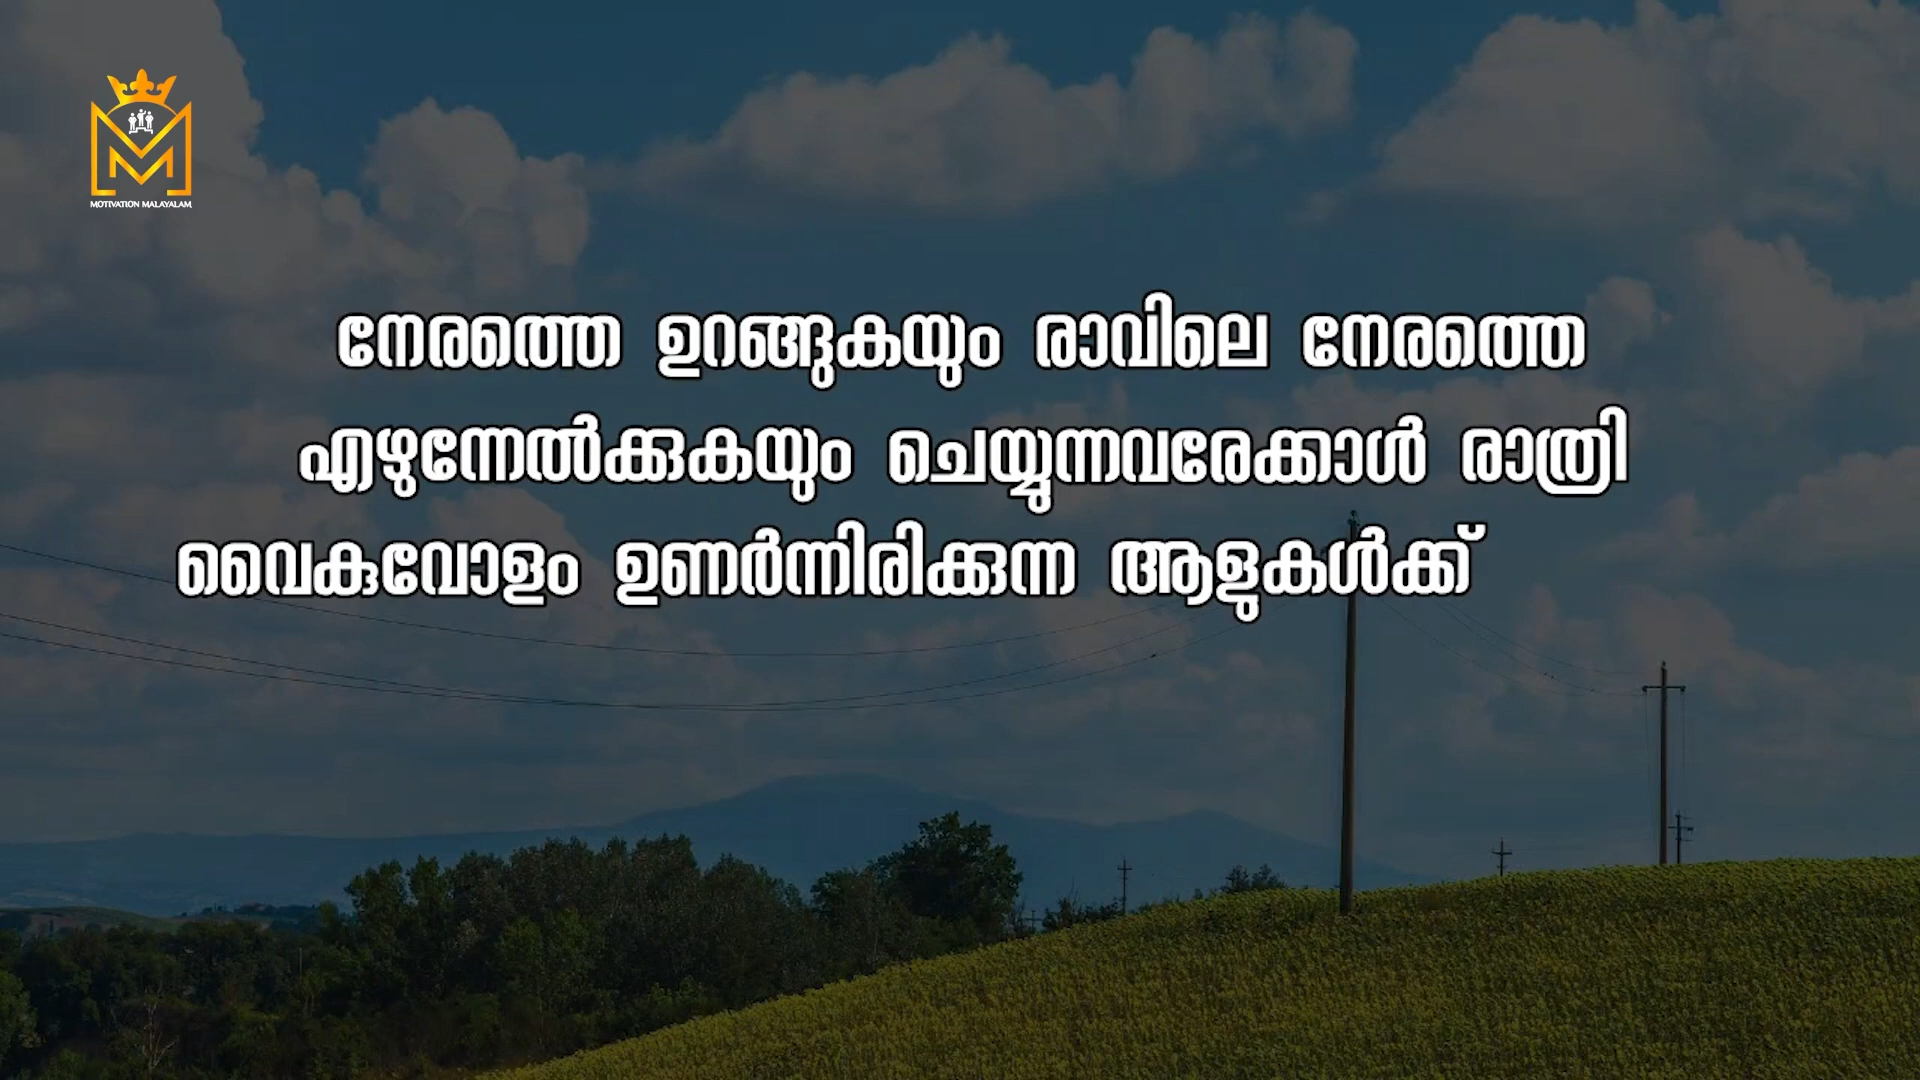 MOTIVATION MALAYALAM
നേരത്തെ ഉറങ്ങുകയും രാവിലെ നേരത്തെ
എഴുന്നേൽക്കുകയും ചെയ്യുന്നവരേക്കാൾ രാത്രി
വൈകുവോളം ഉണർന്നിരിക്കുന്ന ആളുകൾക്ക്